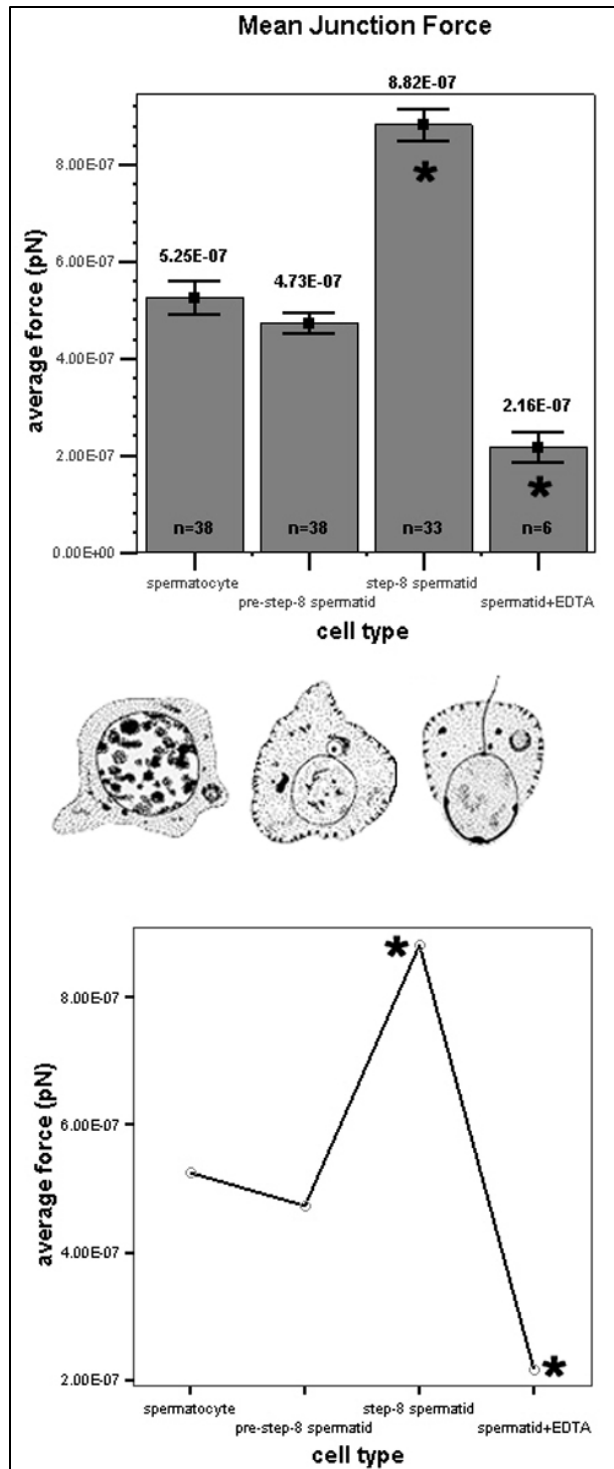 Mean Junction Force
8.82E-07
8.00E-07
6.00E-07
5.25E-07
4.73E-07
4.00E-07
2.16E-07
2.00E-07
0.00E+00
average force (pN)
*
*
n=38
n=38
n=33
n=6
spermatocyte
pre-step-8 spermatid
step-8 spermatid
spermatid+EDTA
cell type
*
8.00E-07
6.00E-07
4.00E-07
2.00E-07
average force (pN)
*
spermatocyte
pre-step-8 spermatid
step-8 spermatid
spermatid+EDTA
cell type